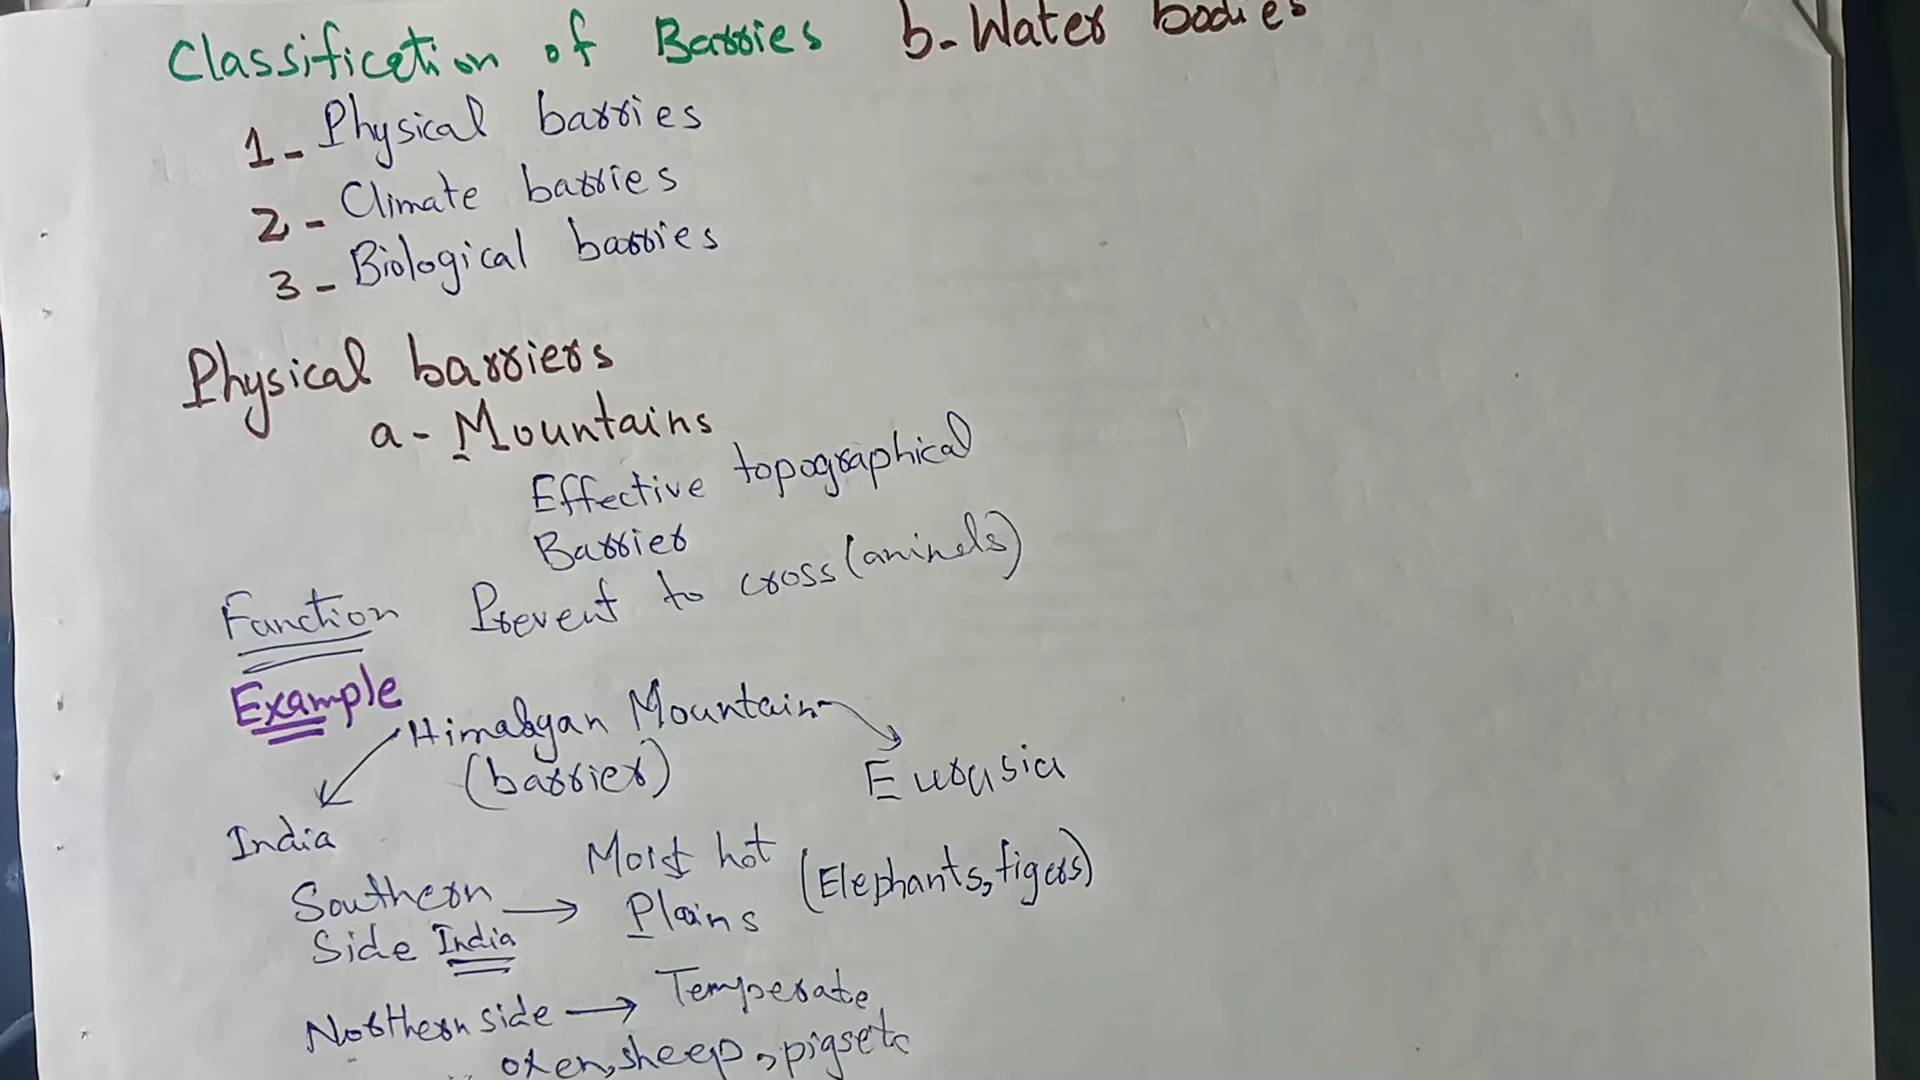 Classification of Barries
1- Physical barries
2- Climate barries
3- Biological barries
Physical barriers
a- Mountains
Effective topographical
Barrier
Function Prevent to cross (aninels)
Example
Himalayan Mountain
(barrier)
Eurasia
India
Southern
Side India
Moist hot
Plains
(Elephants, tigers)
Northern side → Temperate
oxen, sheep, pigs etc
b- Water bodies